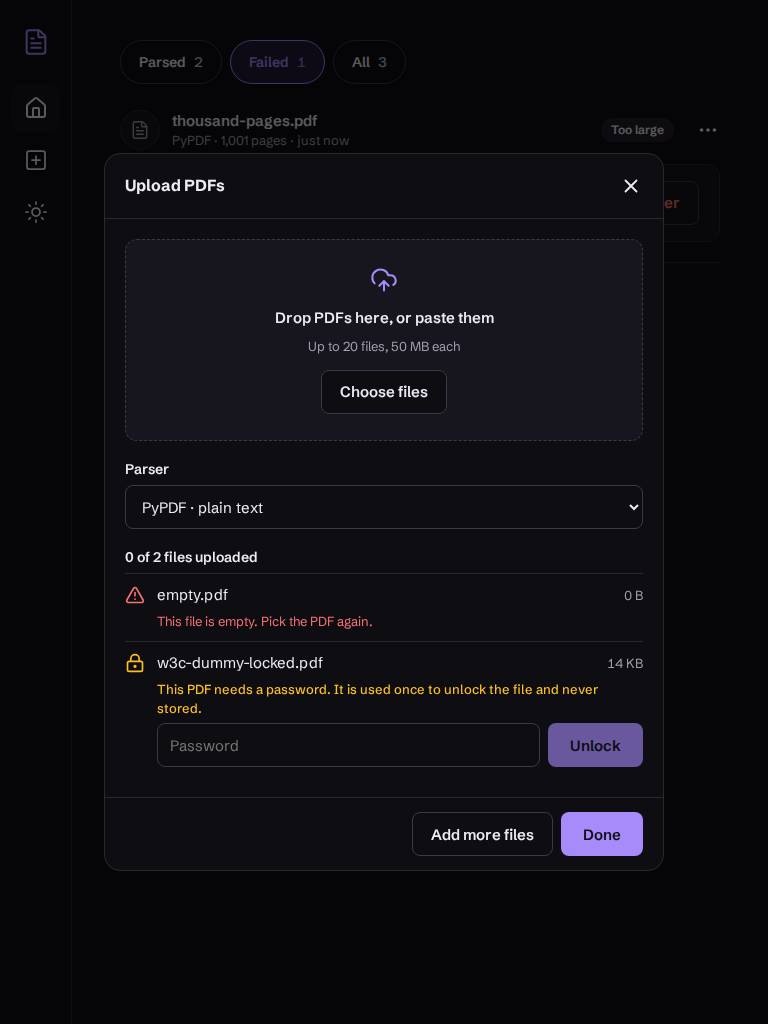 Parsed 2
Failed 1
All 3
thousand-pages.pdf
PyPDF · 1,001 pages · just now
Too large
Upload PDFs
Drop PDFs here, or paste them
Up to 20 files, 50 MB each
Choose files
Parser
PyPDF · plain text
0 of 2 files uploaded
empty.pdf
0 B
This file is empty. Pick the PDF again.
w3c-dummy-locked.pdf
14 KB
This PDF needs a password. It is used once to unlock the file and never
stored.
Password
Unlock
Add more files
Done